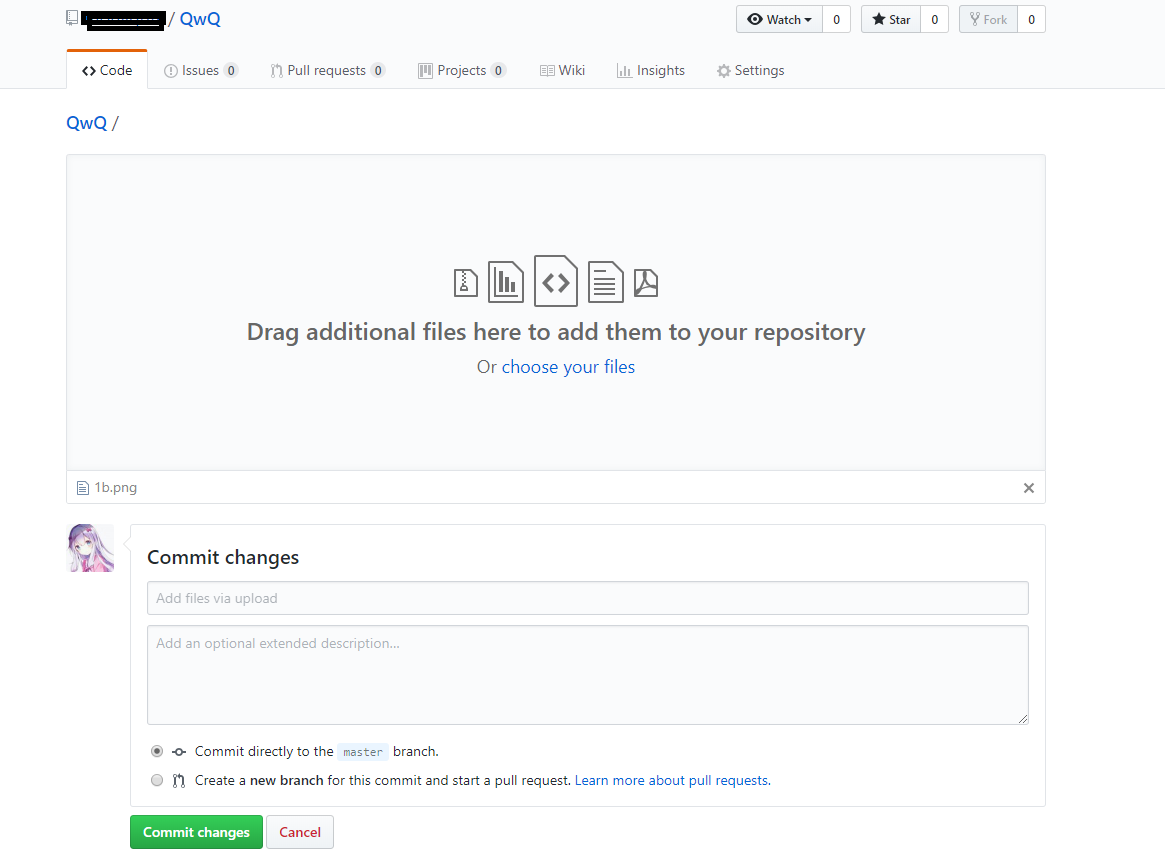 / QwQ
Watch 0 Star 0 Fork 0
Code Issues 0 Pull requests 0 Projects 0 Wiki Insights Settings
QwQ /
Drag additional files here to add them to your repository
Or choose your files
1b.png
Commit changes
Add files via upload
Add an optional extended description...
Commit directly to the master branch.
Create a new branch for this commit and start a pull request. Learn more about pull requests.
Commit changes Cancel